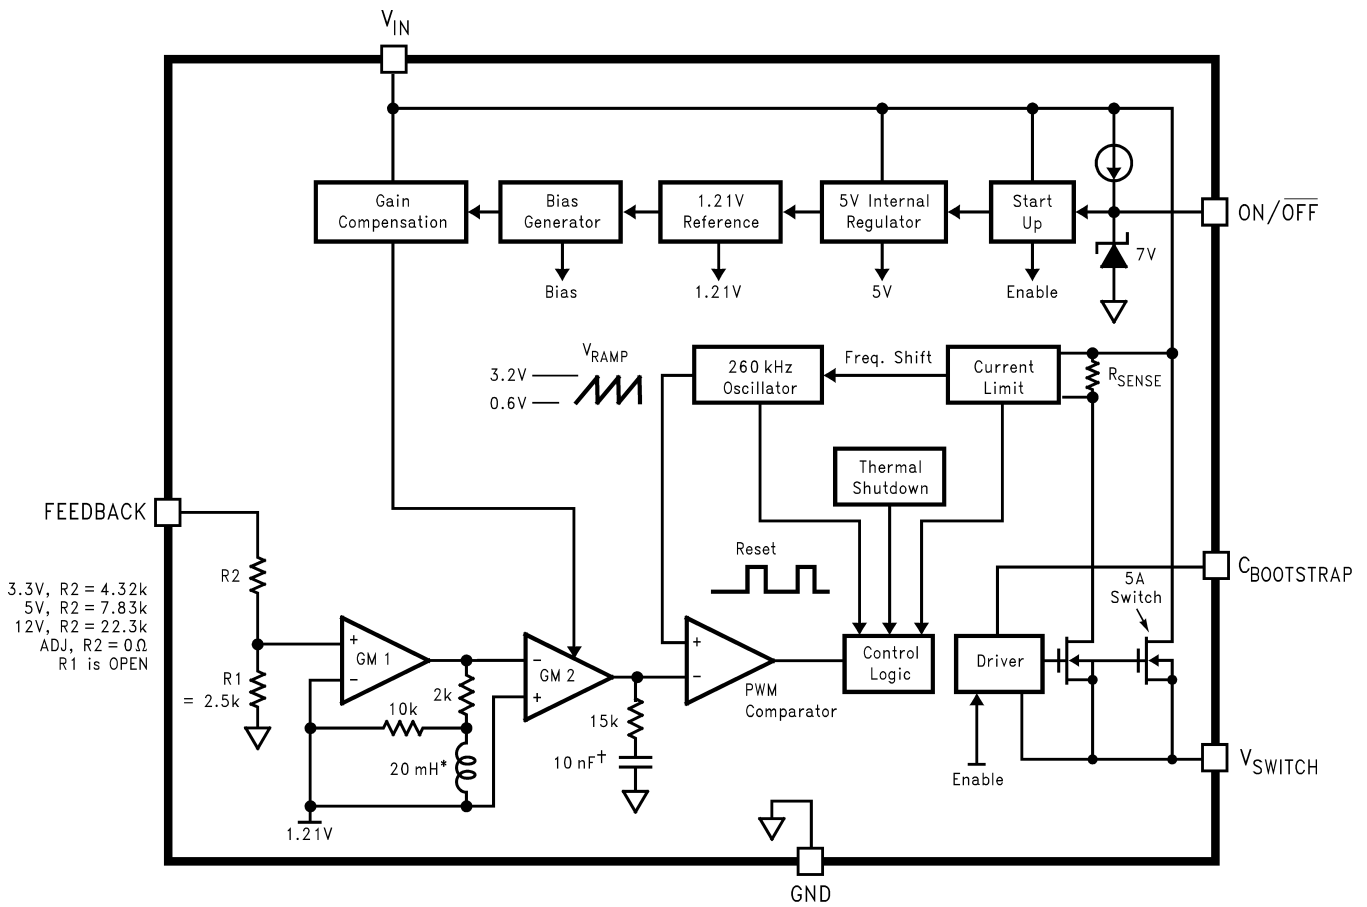 VIN
Gain
Compensation
Bias
Generator
1.21V
Reference
5V Internal
Regulator
Start
Up
ON/OFF
7V
Bias
1.21V
5V
Enable
VRAMP
3.2V
0.6V
260 kHz
Oscillator
Freq. Shift
Current
Limit
RSENSE
Thermal
Shutdown
FEEDBACK
R2
3.3V, R2 = 4.32k
5V, R2 = 7.83k
12V, R2 = 22.3k
ADJ, R2 = 0Ω
R1 is OPEN
R1
= 2.5k
Reset
5A
Switch
CBOOTSTRAP
+
GM 1
−
−
GM 2
+
+
−
PWM
Comparator
Control
Logic
Driver
2k
10k
20 mH*
15k
10 nF†
1.21V
Enable
VSWITCH
GND